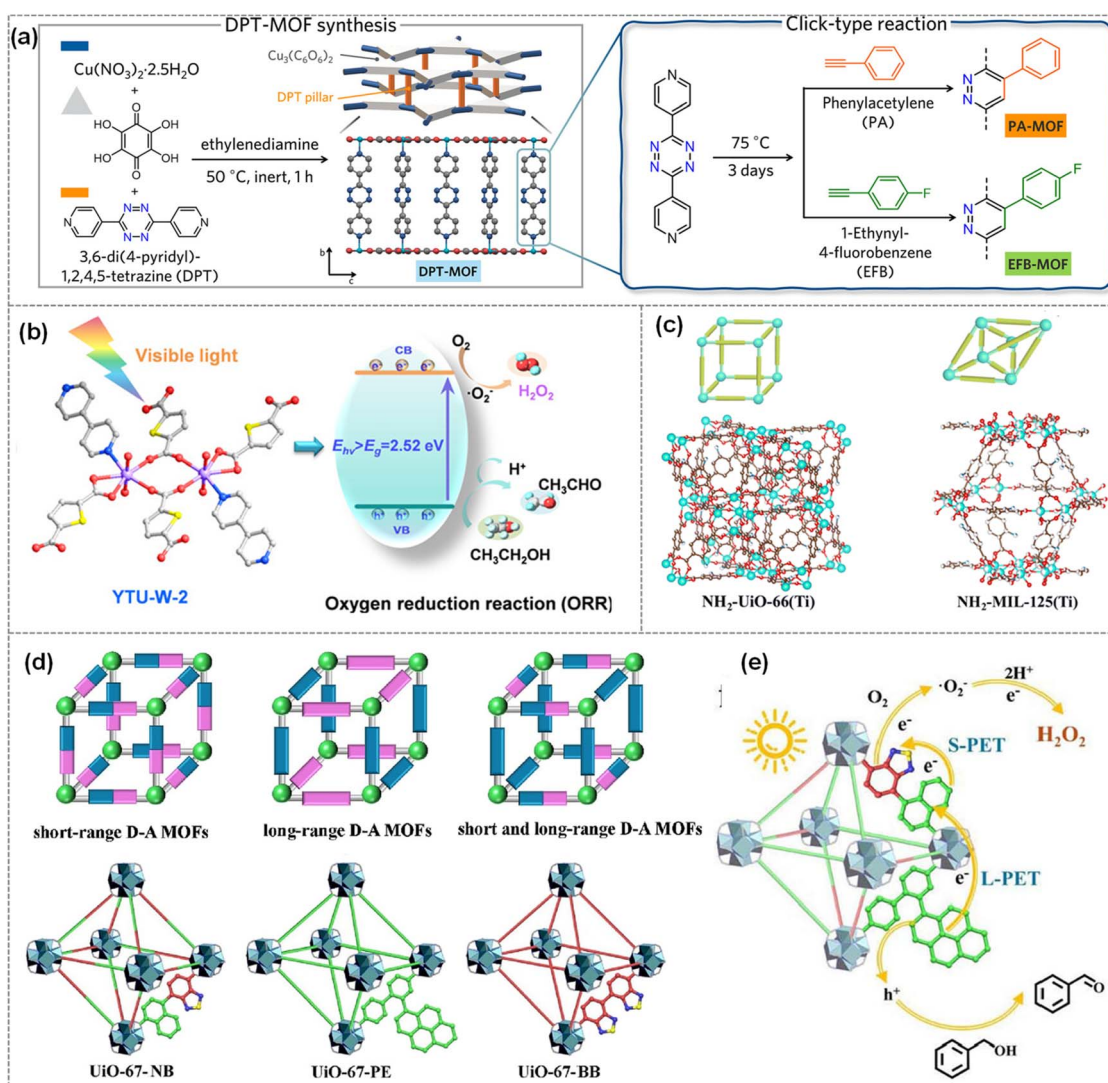 (a)
DPT-MOF synthesis
Cu(NO₃)₂·2.5H₂O
+
O
HO
OH
HO
OH
O
+
N
N
N
N
N
N
3,6-di(4-pyridyl)-
1,2,4,5-tetrazine (DPT)
ethylenediamine
50 °C, inert, 1 h
Cu₃(C₆O₆)₂
DPT pillar
b
c
DPT-MOF
Click-type reaction
N
N
N
N
N
N
75 °C
3 days
Phenylacetylene
(PA)
N
N
PA-MOF
F
1-Ethynyl-
4-fluorobenzene
(EFB)
F
N
N
EFB-MOF
(b)
Visible light
YTU-W-2
CB
e⁻ e⁻ e⁻
O₂
·O₂⁻
H₂O₂
Ehv>Eg=2.52 eV
H⁺
CH₃CHO
h⁺ h⁺ h⁺
VB
CH₃CH₂OH
Oxygen reduction reaction (ORR)
(c)
NH₂-UiO-66(Ti)
NH₂-MIL-125(Ti)
(d)
short-range D-A MOFs
long-range D-A MOFs
short and long-range D-A MOFs
UiO-67-NB
UiO-67-PE
UiO-67-BB
(e)
O₂
·O₂⁻
2H⁺
e⁻
H₂O₂
e⁻
S-PET
e⁻
e⁻
L-PET
h⁺
O
OH